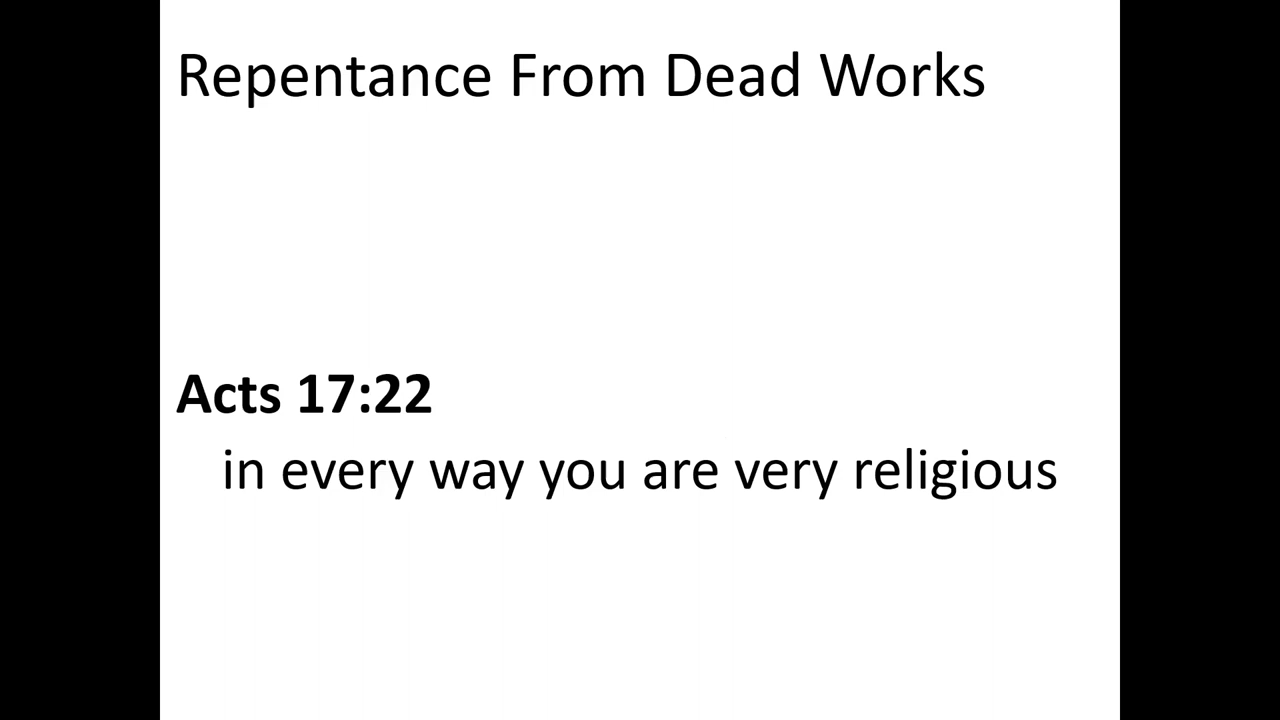 Repentance From Dead Works
Acts 17:22
in every way you are very religious